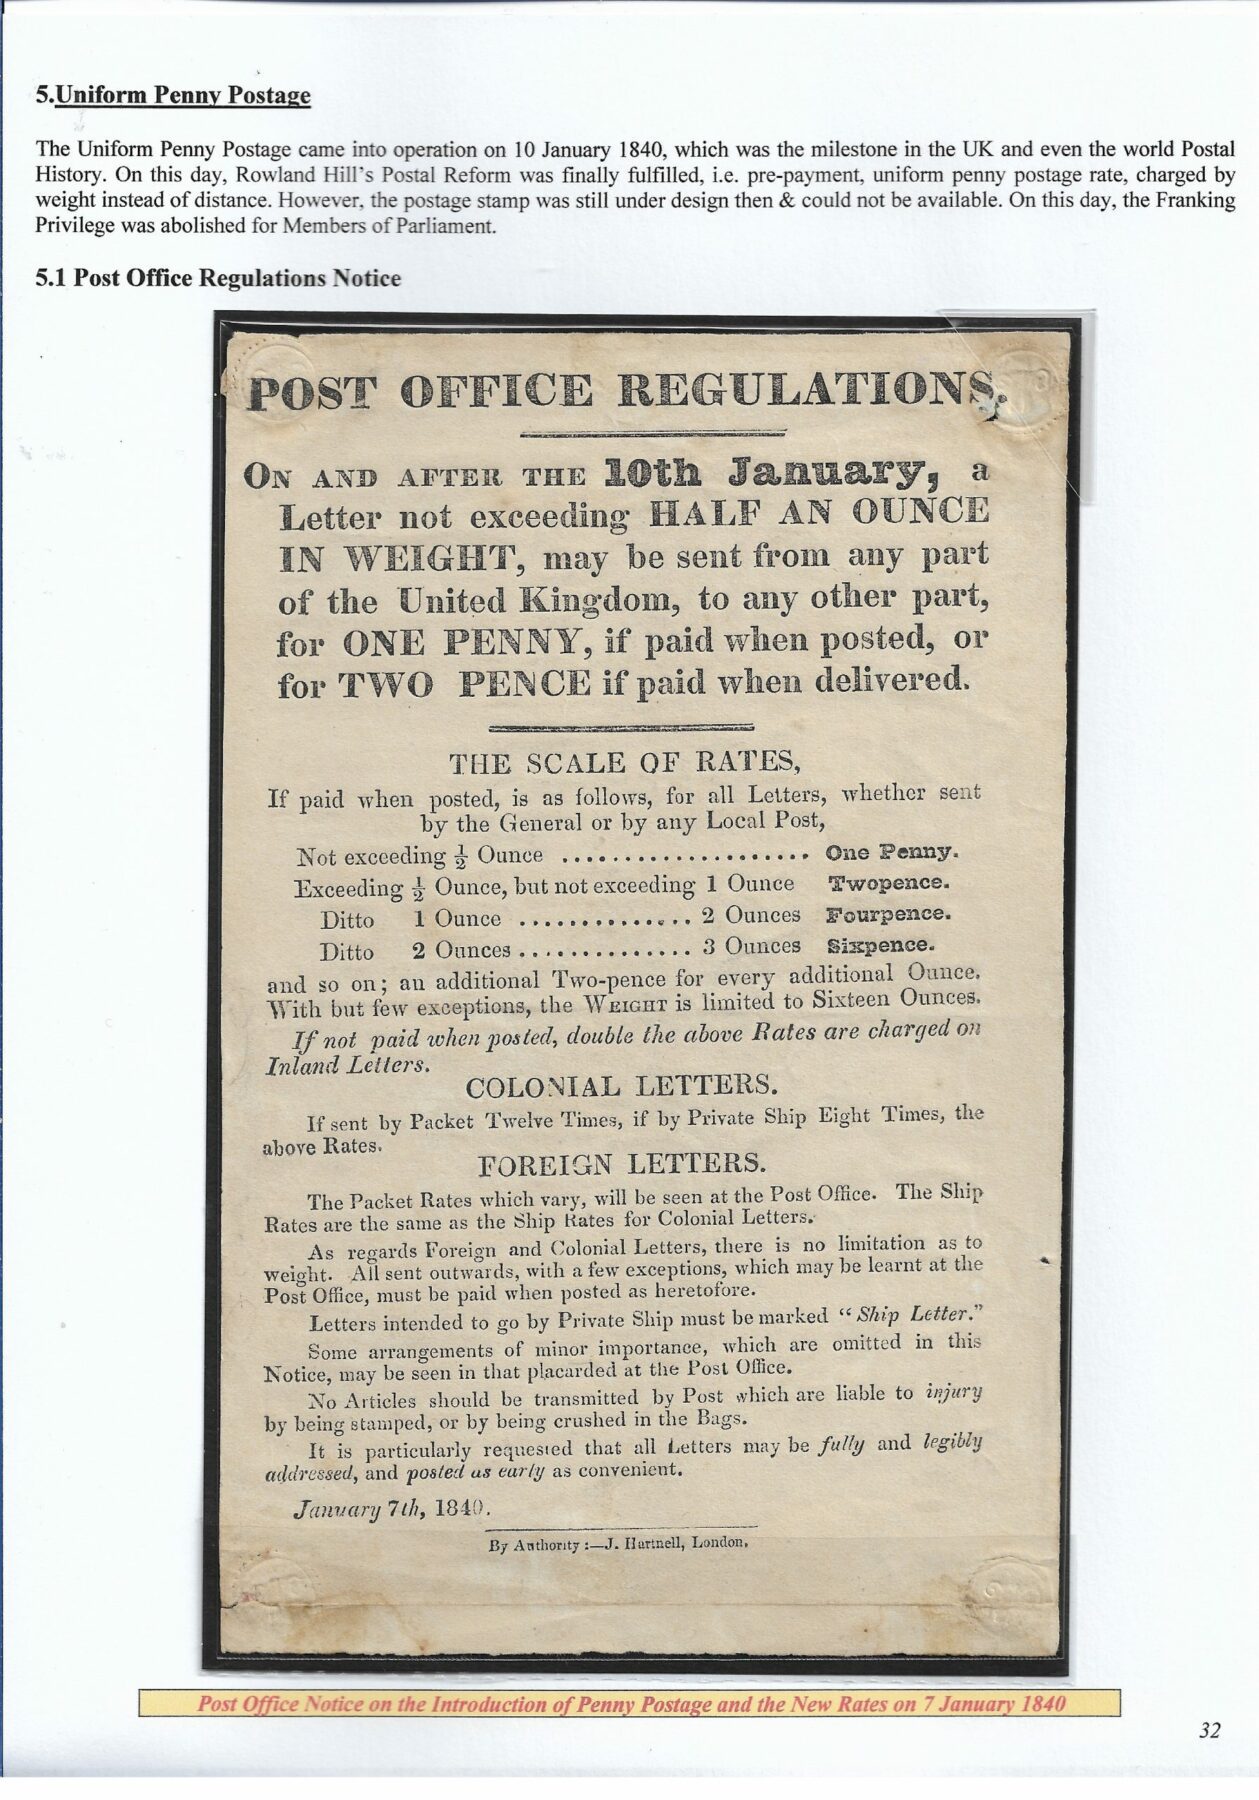 5.Uniform Penny Postage
The Uniform Penny Postage came into operation on 10 January 1840, which was the milestone in the UK and even the world Postal
History. On this day, Rowland Hill's Postal Reform was finally fulfilled, i.e. pre-payment, uniform penny postage rate, charged by
weight instead of distance. However, the postage stamp was still under design then & could not be available. On this day, the Franking
Privilege was abolished for Members of Parliament.
5.1 Post Office Regulations Notice
POST OFFICE REGULATIONS.
ON AND AFTER THE 10th January, a
Letter not exceeding HALF AN OUNCE
IN WEIGHT, may be sent from any part
of the United Kingdom, to any other part,
for ONE PENNY, if paid when posted, or
for TWO PENCE if paid when delivered.
THE SCALE OF RATES,
If paid when posted, is as follows, for all Letters, whether sent
by the General or by any Local Post,
Not exceeding ½ Ounce ..................... One Penny.
Exceeding ½ Ounce, but not exceeding 1 Ounce Twopence.
Ditto 1 Ounce .............. 2 Ounces Fourpence.
Ditto 2 Ounces .............. 3 Ounces Sixpence.
and so on; an additional Two-pence for every additional Ounce.
With but few exceptions, the WEIGHT is limited to Sixteen Ounces.
If not paid when posted, double the above Rates are charged on
Inland Letters.
COLONIAL LETTERS.
If sent by Packet Twelve Times, if by Private Ship Eight Times, the
above Rates.
FOREIGN LETTERS.
The Packet Rates which vary, will be seen at the Post Office. The Ship
Rates are the same as the Ship Rates for Colonial Letters.
As regards Foreign and Colonial Letters, there is no limitation as to
weight. All sent outwards, with a few exceptions, which may be learnt at the
Post Office, must be paid when posted as heretofore.
Letters intended to go by Private Ship must be marked "Ship Letter."
Some arrangements of minor importance, which are omitted in this
Notice, may be seen in that placarded at the Post Office.
No Articles should be transmitted by Post which are liable to injury
by being stamped, or by being crushed in the Bags.
It is particularly requested that all Letters may be fully and legibly
addressed, and posted as early as convenient.
January 7th, 1840.
By Authority :—J. Hartnell, London.
Post Office Notice on the Introduction of Penny Postage and the New Rates on 7 January 1840
32